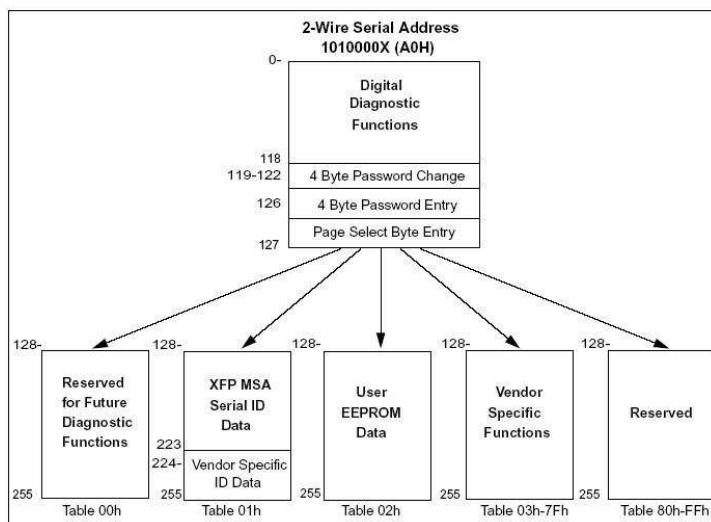 2-Wire Serial Address
1010000X (A0H)
0-
Digital
Diagnostic
Functions
118
119-122
4 Byte Password Change
126
4 Byte Password Entry
Page Select Byte Entry
127
128-
Reserved
for Future
Diagnostic
Functions
255
Table 00h
128-
XFP MSA
Serial ID
Data
223
224-
Vendor Specific
ID Data
255
Table 01h
128-
User
EEPROM
Data
255
Table 02h
128-
Vendor
Specific
Functions
255
Table 03h-7Fh
128-
Reserved
255
Table 80h-FFh